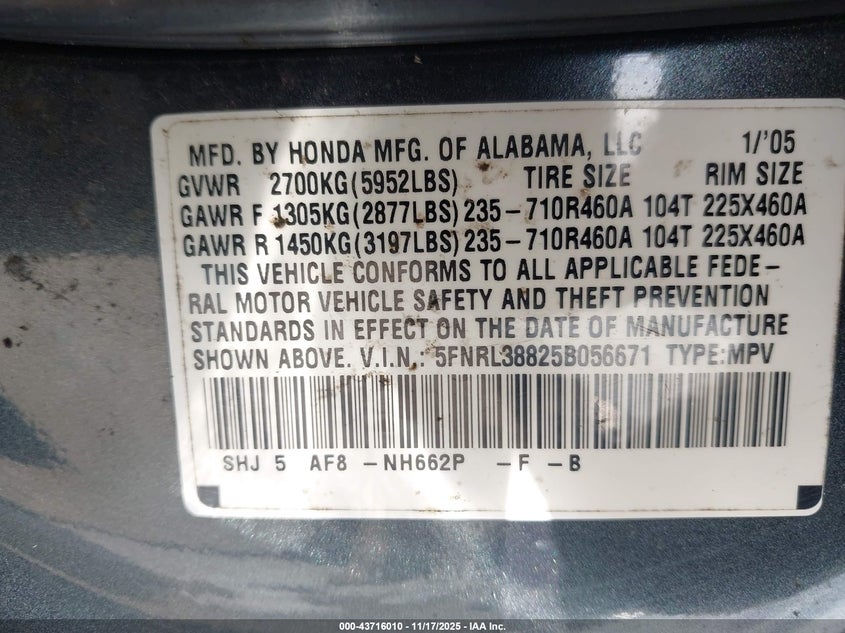 MFD. BY HONDA MFG. OF ALABAMA, LLC 1/'05
GVWR 2700KG(5952LBS) TIRE SIZE RIM SIZE
GAWR F 1305KG(2877LBS) 235-710R460A 104T 225X460A
GAWR R 1450KG(3197LBS) 235-710R460A 104T 225X460A
THIS VEHICLE CONFORMS TO ALL APPLICABLE FEDE-
RAL MOTOR VEHICLE SAFETY AND THEFT PREVENTION
STANDARDS IN EFFECT ON THE DATE OF MANUFACTURE
SHOWN ABOVE. V.I.N.: 5FNRL38825B056671 TYPE:MPV
SHJ 5 AF8 -NH662P -F -B
000-43716010 - 11/17/2025 - IAA Inc.